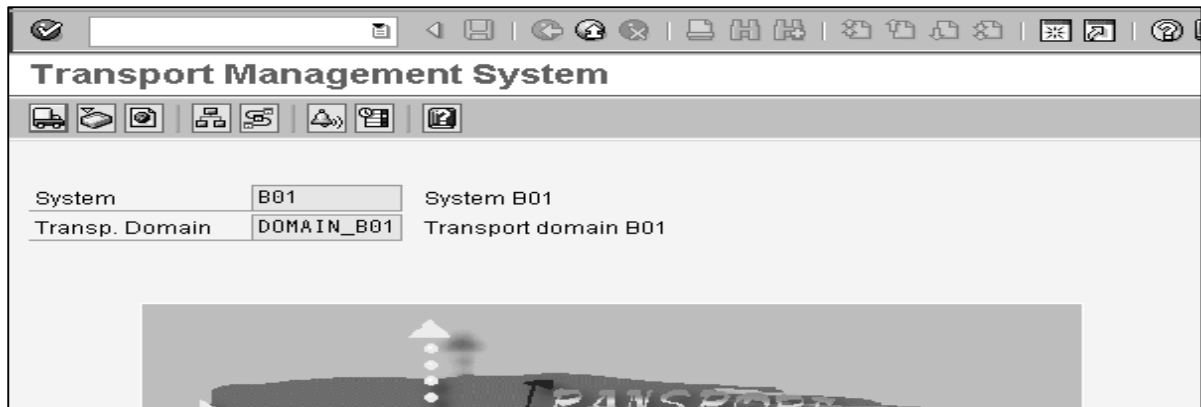 Transport Management System
System B01 System B01
Transp. Domain DOMAIN_B01 Transport domain B01